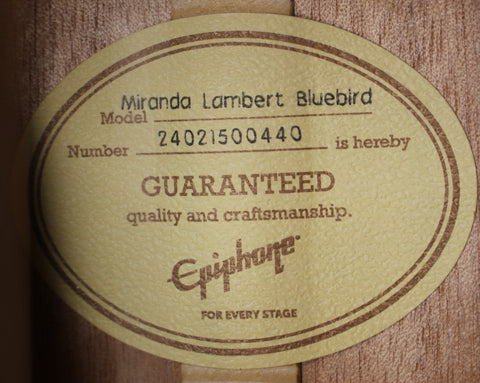 Miranda Lambert Bluebird
Model
Number 24021500440 is hereby
GUARANTEED
quality and craftsmanship.
Epiphone
FOR EVERY STAGE